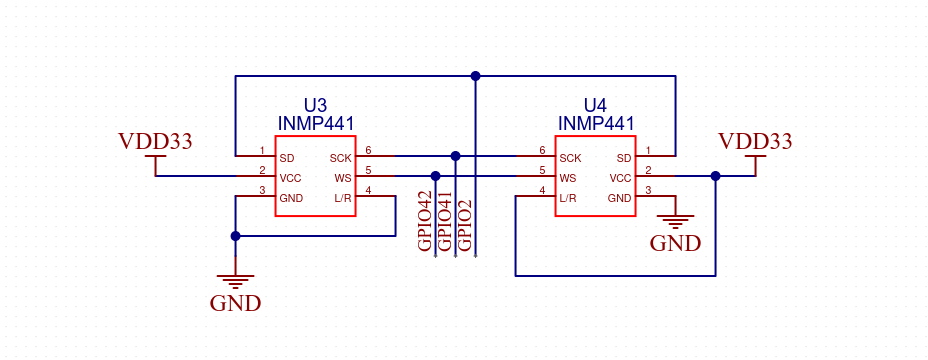 U3
INMP441
U4
INMP441
VDD33
VDD33
1 SD SCK 6
2 VCC WS 5
3 GND L/R 4
6 SCK SD 1
5 WS VCC 2
4 L/R GND 3
GPIO42
GPIO41
GPIO2
GND
GND